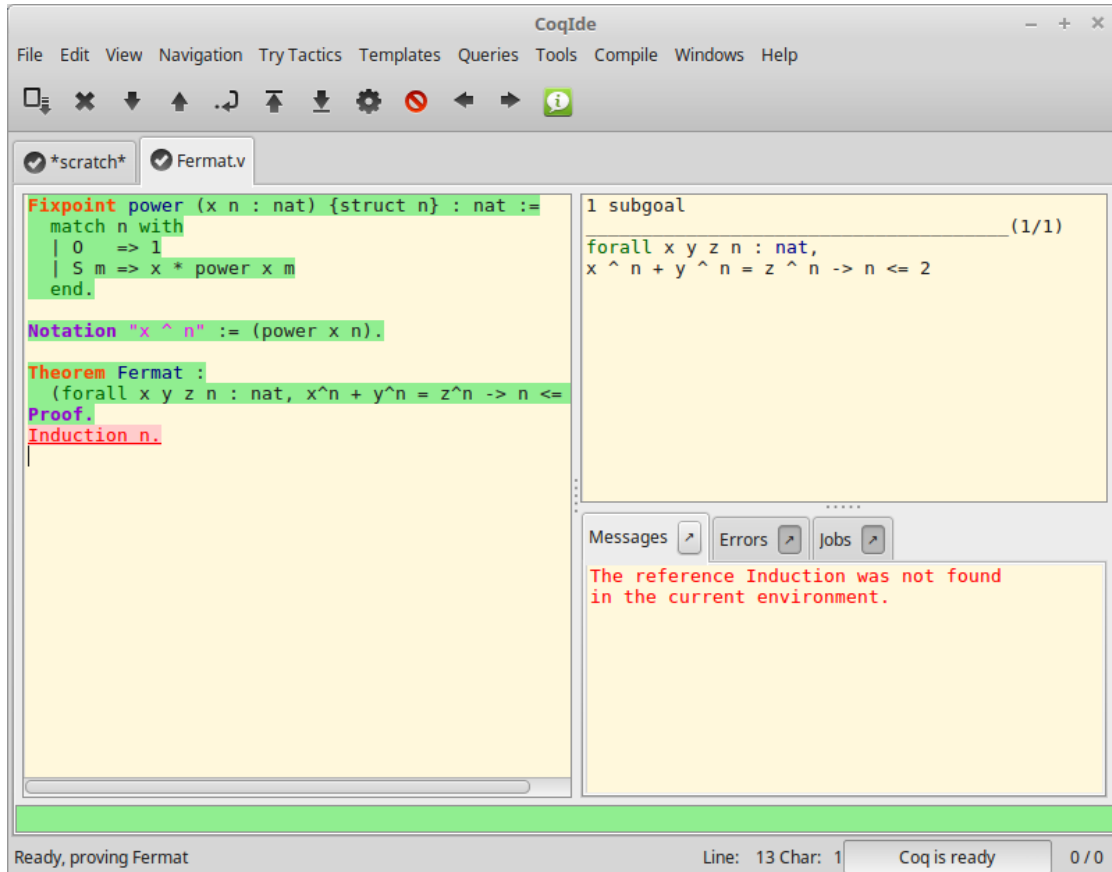 CoqIde
File Edit View Navigation Try Tactics Templates Queries Tools Compile Windows Help
*scratch* Fermat.v
Fixpoint power (x n : nat) {struct n} : nat :=
  match n with
  | O   => 1
  | S m => x * power x m
  end.
Notation "x ^ n" := (power x n).
Theorem Fermat :
  (forall x y z n : nat, x^n + y^n = z^n -> n <=
Proof.
Induction n.
1 subgoal
______________________________________(1/1)
forall x y z n : nat,
x ^ n + y ^ n = z ^ n -> n <= 2
Messages Errors Jobs
The reference Induction was not found
in the current environment.
Ready, proving Fermat Line: 13 Char: 1 Coq is ready 0 / 0